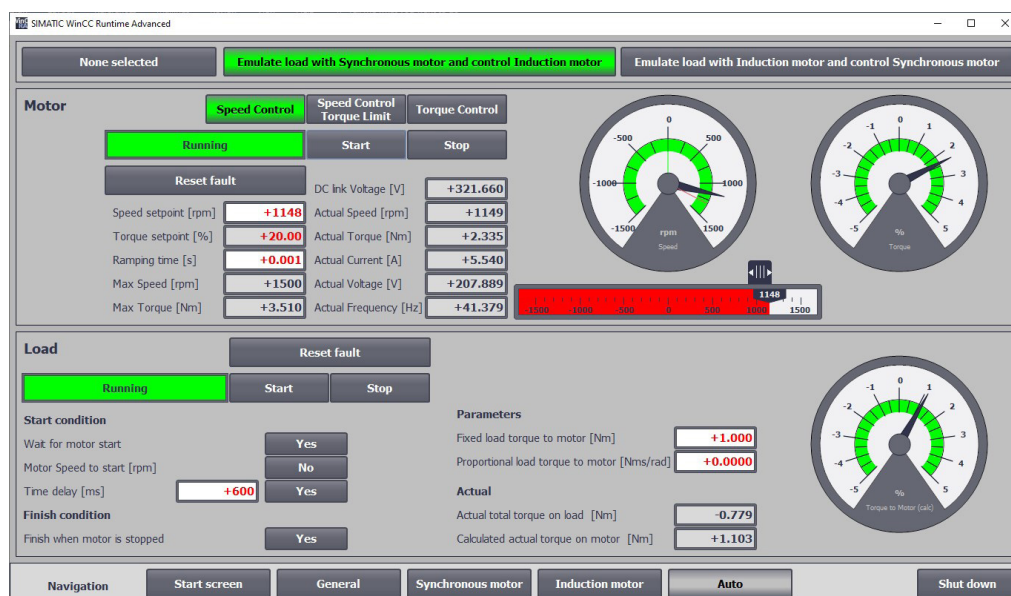 SIMATIC WinCC Runtime Advanced
None selected
Emulate load with Synchronous motor and control Induction motor
Emulate load with Induction motor and control Synchronous motor
Motor
Speed Control
Speed Control
Torque Limit
Torque Control
Running
Start
Stop
Reset fault
DC link Voltage [V] +321.660
Speed setpoint [rpm] +1148 Actual Speed [rpm] +1149
Torque setpoint [%] +20.00 Actual Torque [Nm] +2.335
Ramping time [s] +0.001 Actual Current [A] +5.540
Max Speed [rpm] +1500 Actual Voltage [V] +207.889
Max Torque [Nm] +3.510 Actual Frequency [Hz] +41.379
-1500 -1000 -500 0 500 1000 1500
rpm
Speed
-5 -4 -3 -2 -1 0 1 2 3 4 5
%
Torque
1148
-1500 -1000 -500 0 500 1000 1500
Load
Reset fault
Running
Start
Stop
Start condition
Wait for motor start Yes
Motor Speed to start [rpm] No
Time delay [ms] +600 Yes
Finish condition
Finish when motor is stopped Yes
Parameters
Fixed load torque to motor [Nm] +1.000
Proportional load torque to motor [Nms/rad] +0.0000
Actual
Actual total torque on load [Nm] -0.779
Calculated actual torque on motor [Nm] +1.103
-5 -4 -3 -2 -1 0 1 2 3 4 5
%
Torque to Motor (calc)
Navigation
Start screen
General
Synchronous motor
Induction motor
Auto
Shut down